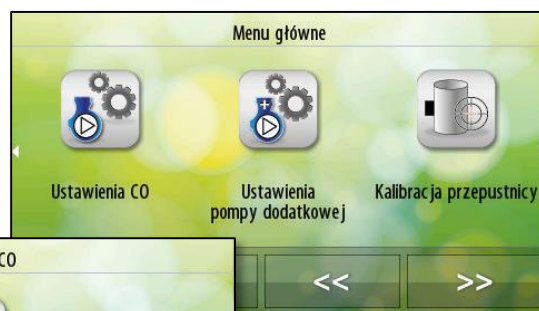 Menu główne
Ustawienia CO
Ustawienia
pompy dodatkowej
Kalibracja przepustnicy
CO
<< >>